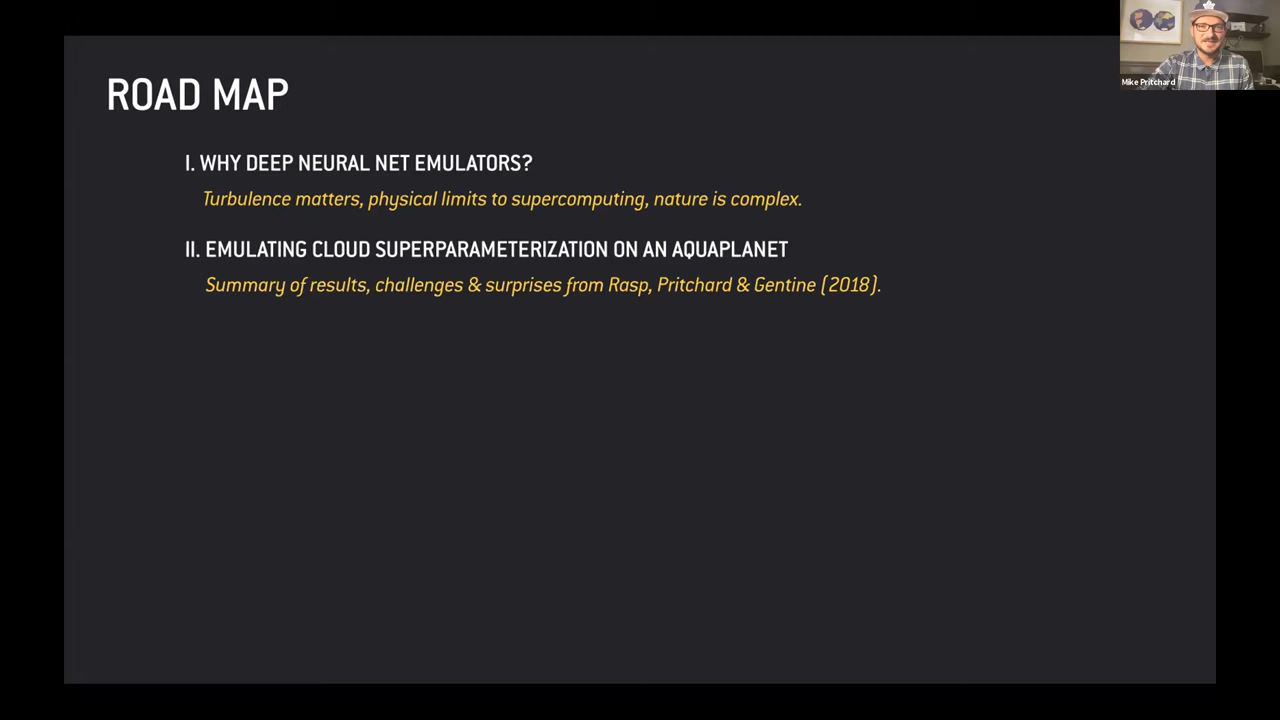 Mike Pritchard
ROAD MAP
I. WHY DEEP NEURAL NET EMULATORS?
Turbulence matters, physical limits to supercomputing, nature is complex.
II. EMULATING CLOUD SUPERPARAMETERIZATION ON AN AQUAPLANET
Summary of results, challenges & surprises from Rasp, Pritchard & Gentine (2018).